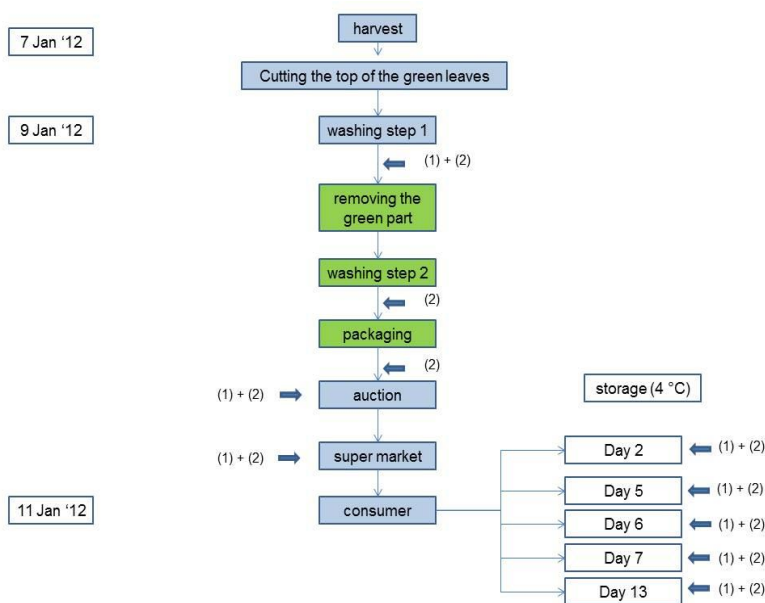 harvest
7 Jan ‘12
Cutting the top of the green leaves
9 Jan ‘12
washing step 1
(1) + (2)
removing the
green part
washing step 2
(2)
packaging
(2)
storage (4 °C)
(1) + (2)
auction
Day 2
(1) + (2)
(1) + (2)
super market
Day 5
(1) + (2)
11 Jan ‘12
consumer
Day 6
(1) + (2)
Day 7
(1) + (2)
Day 13
(1) + (2)